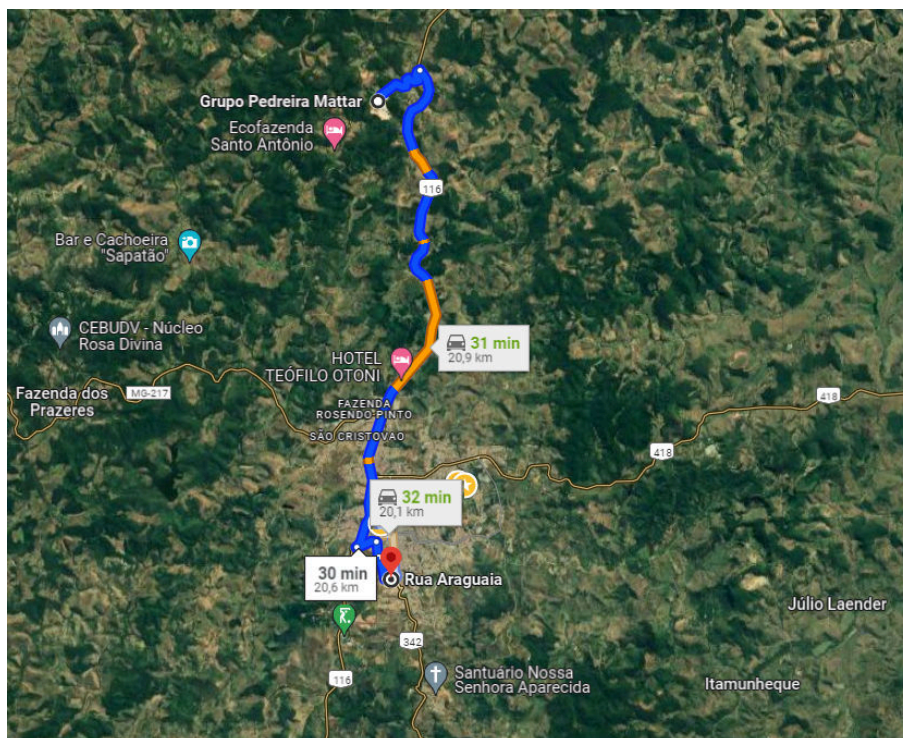 Grupo Pedreira Mattar
Ecofazenda
Santo Antônio
116
Bar e Cachoeira
"Sapatão"
CEBUDV - Núcleo
Rosa Divina
31 min
20,9 km
HOTEL
TEÓFILO OTONI
Fazenda dos
Prazeres
MG-217
FAZENDA
ROSENDO-PINTO
SÃO CRISTOVAO
418
418
32 min
20,1 km
30 min
20,6 km
Rua Araguaia
Júlio Laender
342
116
Santuário Nossa
Senhora Aparecida
Itamunheque